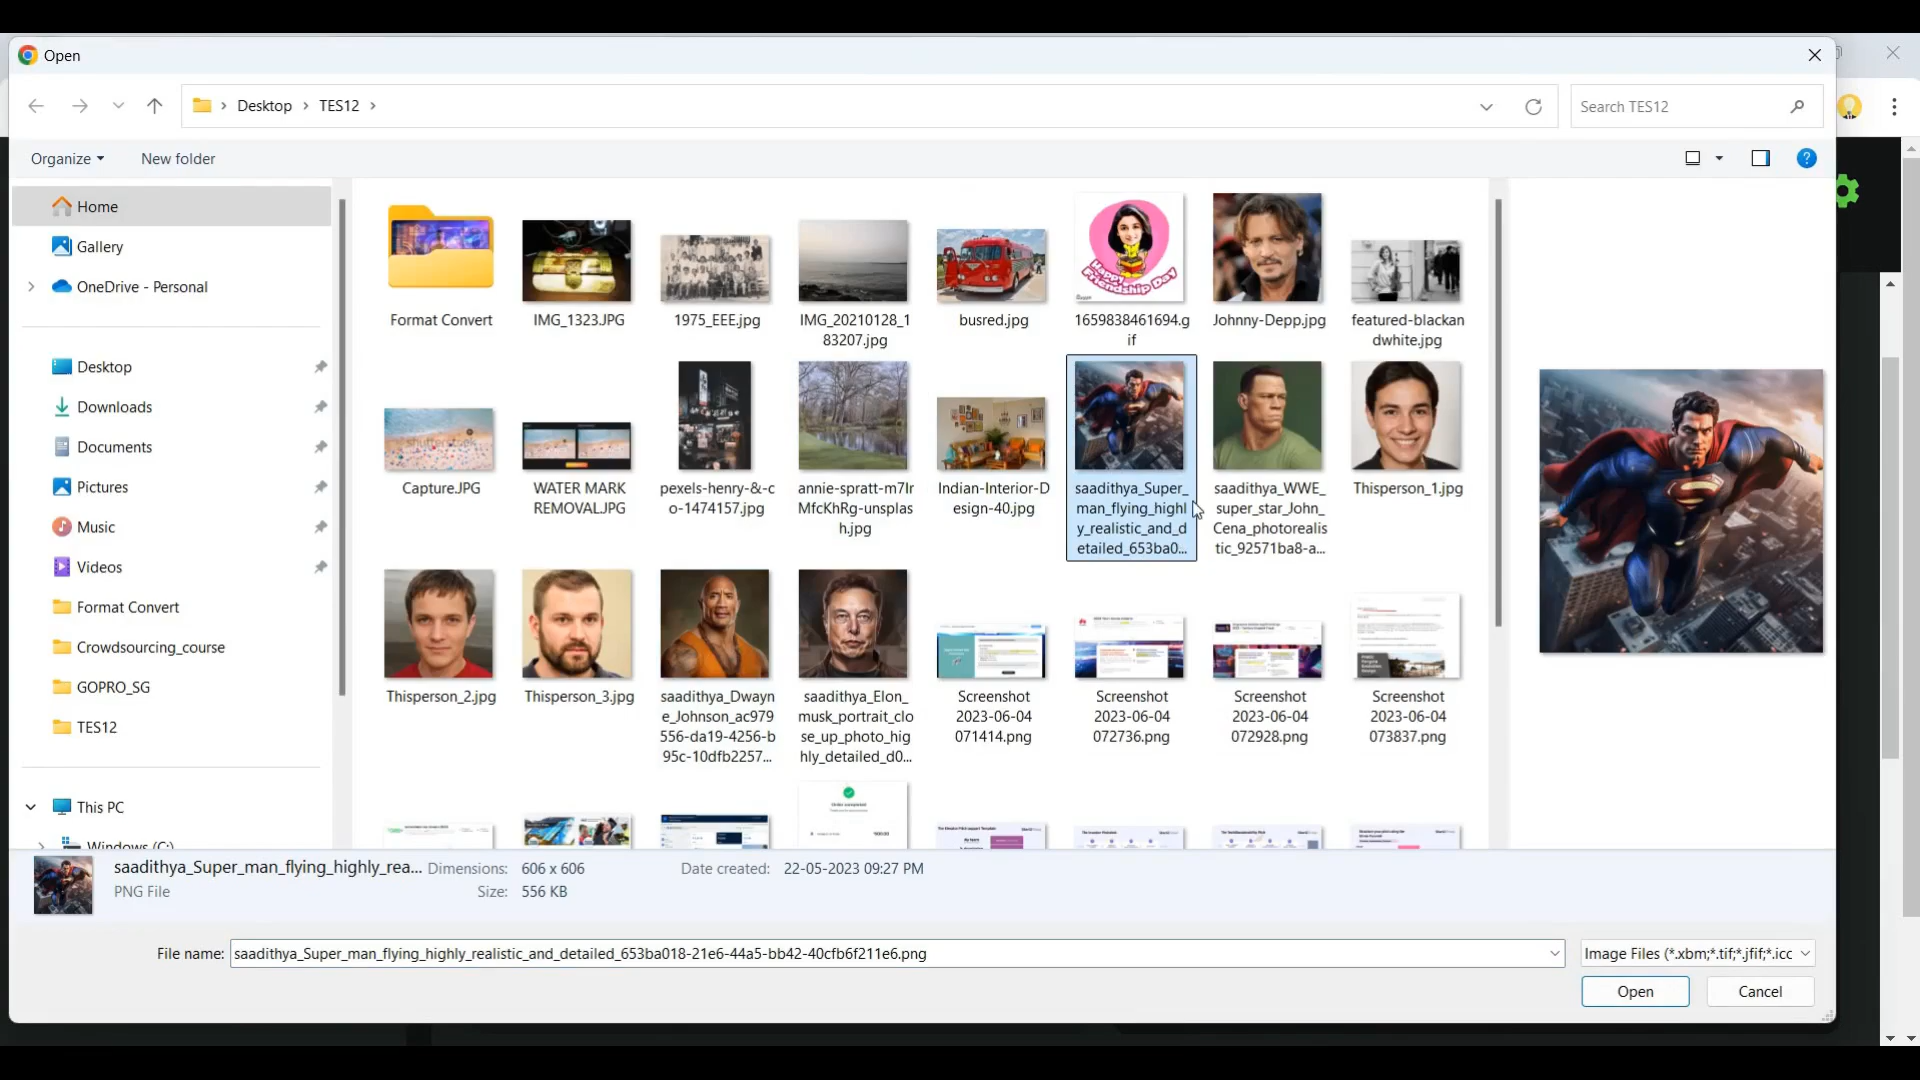 Open
Desktop > TES12 >
Search TES12
Organize
New folder
Home
Gallery
OneDrive - Personal
Desktop
Downloads
Documents
Pictures
Music
Videos
Format Convert
Crowdsourcing_course
GOPRO_SG
TES12
This PC
Windows (C:)
Format Convert
IMG_1323.JPG
1975_EEE.jpg
IMG_20210128_1
83207.jpg
busred.jpg
Happy
Friendship Day
1659838461694.g
if
Johnny-Depp.jpg
featured-blackan
dwhite.jpg
Capture.JPG
WATER MARK
REMOVAL.JPG
pexels-henry-&-c
o-1474157.jpg
annie-spratt-m7Ir
MfcKhRg-unsplas
h.jpg
Indian-Interior-D
esign-40.jpg
saadithya_Super_
man_flying_highl
y_realistic_and_d
etailed_653ba0...
saadithya_WWE_
super_star_John_
Cena_photorealis
tic_92571ba8-a...
Thisperson_1.jpg
Thisperson_2.jpg
Thisperson_3.jpg
saadithya_Dwayn
e_Johnson_ac979
556-da19-4256-b
95c-10dfb2257...
saadithya_Elon_
musk_portrait_clo
se_up_photo_hig
hly_detailed_d0...
Screenshot
2023-06-04
071414.png
Screenshot
2023-06-04
072736.png
Screenshot
2023-06-04
072928.png
Screenshot
2023-06-04
073837.png
saadithya_Super_man_flying_highly_rea...
PNG File
Dimensions: 606 x 606
Size: 556 KB
Date created: 22-05-2023 09:27 PM
File name: saadithya_Super_man_flying_highly_realistic_and_detailed_653ba018-21e6-44a5-bb42-40cfb6f211e6.png
Image Files (*.xbm;*.tif;*.jfif;*.icc
Open
Cancel